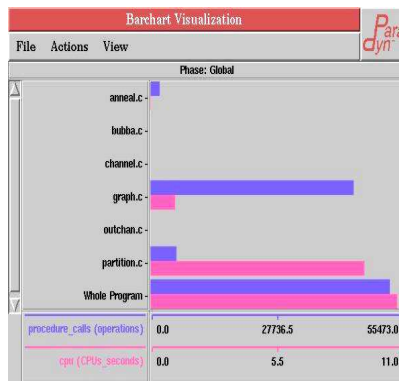 Barchart Visualization
File Actions View
Para
dyn
Phase: Global
anneal.c
bubba.c
channel.c
graph.c
outchan.c
partition.c
Whole Program
procedure_calls (operations) 0.0 27736.5 55473.0
cpu (CPUs_seconds) 0.0 5.5 11.0